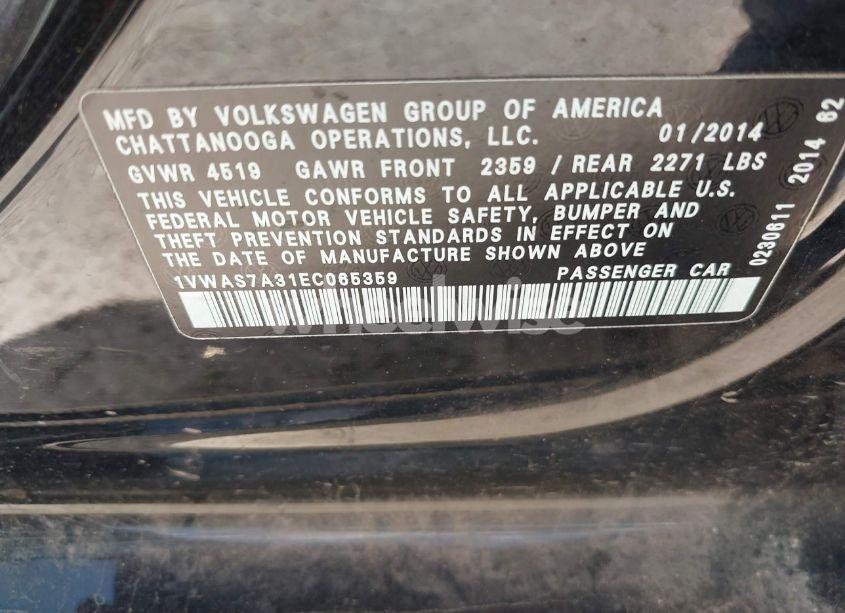 MFD BY VOLKSWAGEN GROUP OF AMERICA
CHATTANOOGA OPERATIONS, LLC. 01/2014
GVWR 4519 GAWR FRONT 2359 / REAR 2271 LBS
THIS VEHICLE CONFORMS TO ALL APPLICABLE U.S.
FEDERAL MOTOR VEHICLE SAFETY, BUMPER AND
THEFT PREVENTION STANDARDS IN EFFECT ON
THE DATE OF MANUFACTURE SHOWN ABOVE
1VWAS7A31EC065359 PASSENGER CAR
0230811 2014 62
wheelwise